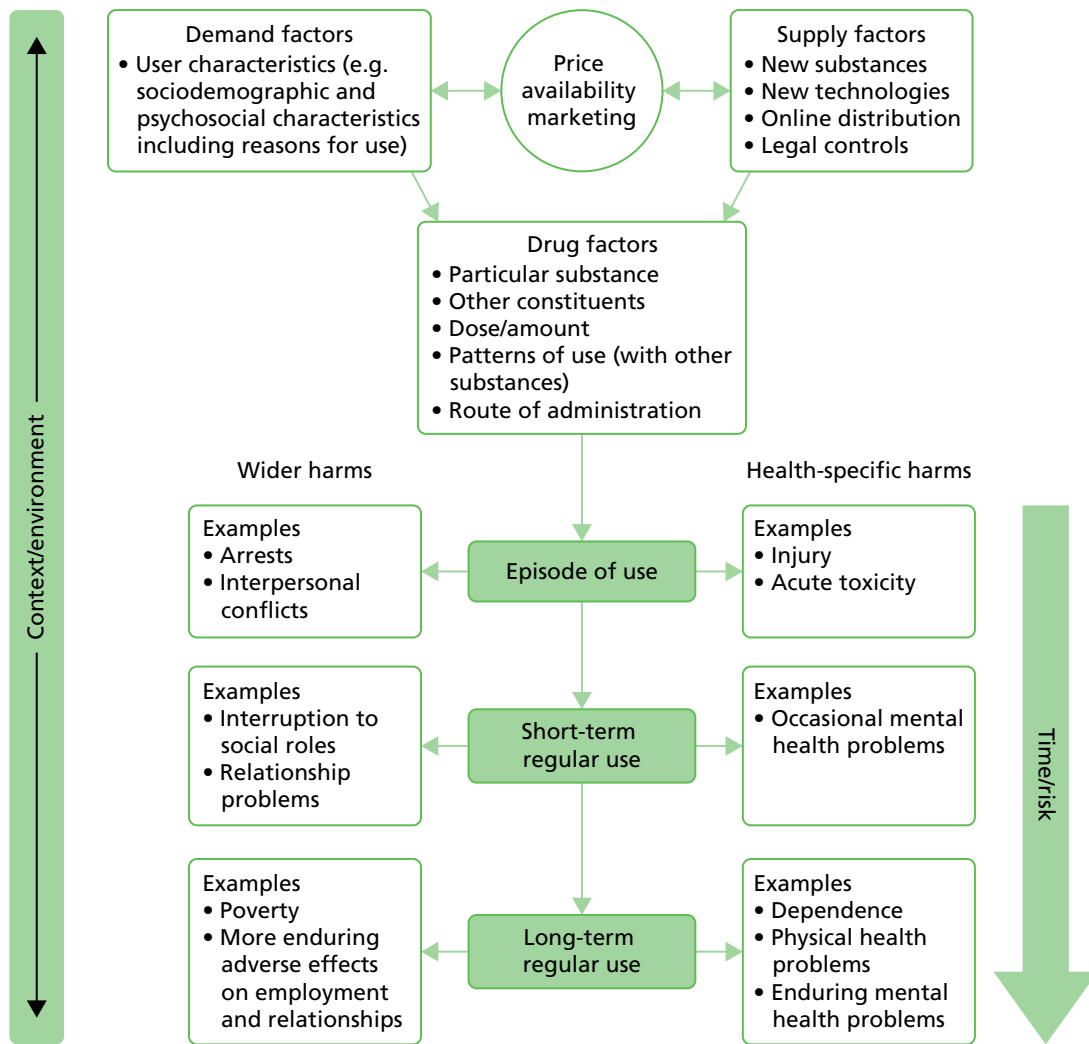 Demand factors
• User characteristics (e.g.
sociodemographic and
psychosocial characteristics
including reasons for use)
Price
availability
marketing
Supply factors
• New substances
• New technologies
• Online distribution
• Legal controls
Drug factors
• Particular substance
• Other constituents
• Dose/amount
• Patterns of use (with other
substances)
• Route of administration
Context/environment
Wider harms
Health-specific harms
Examples
• Arrests
• Interpersonal
conflicts
Episode of use
Examples
• Injury
• Acute toxicity
Examples
• Interruption to
social roles
• Relationship
problems
Short-term
regular use
Examples
• Occasional mental
health problems
Time/risk
Examples
• Poverty
• More enduring
adverse effects
on employment
and relationships
Long-term
regular use
Examples
• Dependence
• Physical health
problems
• Enduring mental
health problems